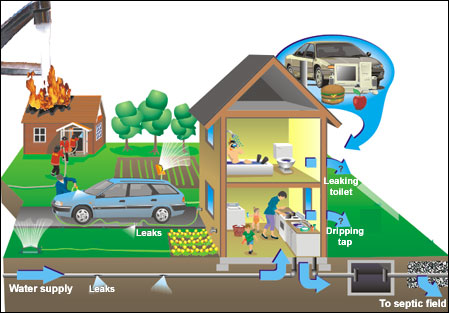 ?
Leaking
toilet
?
Dripping
tap
Leaks
Water supply
Leaks
To septic field